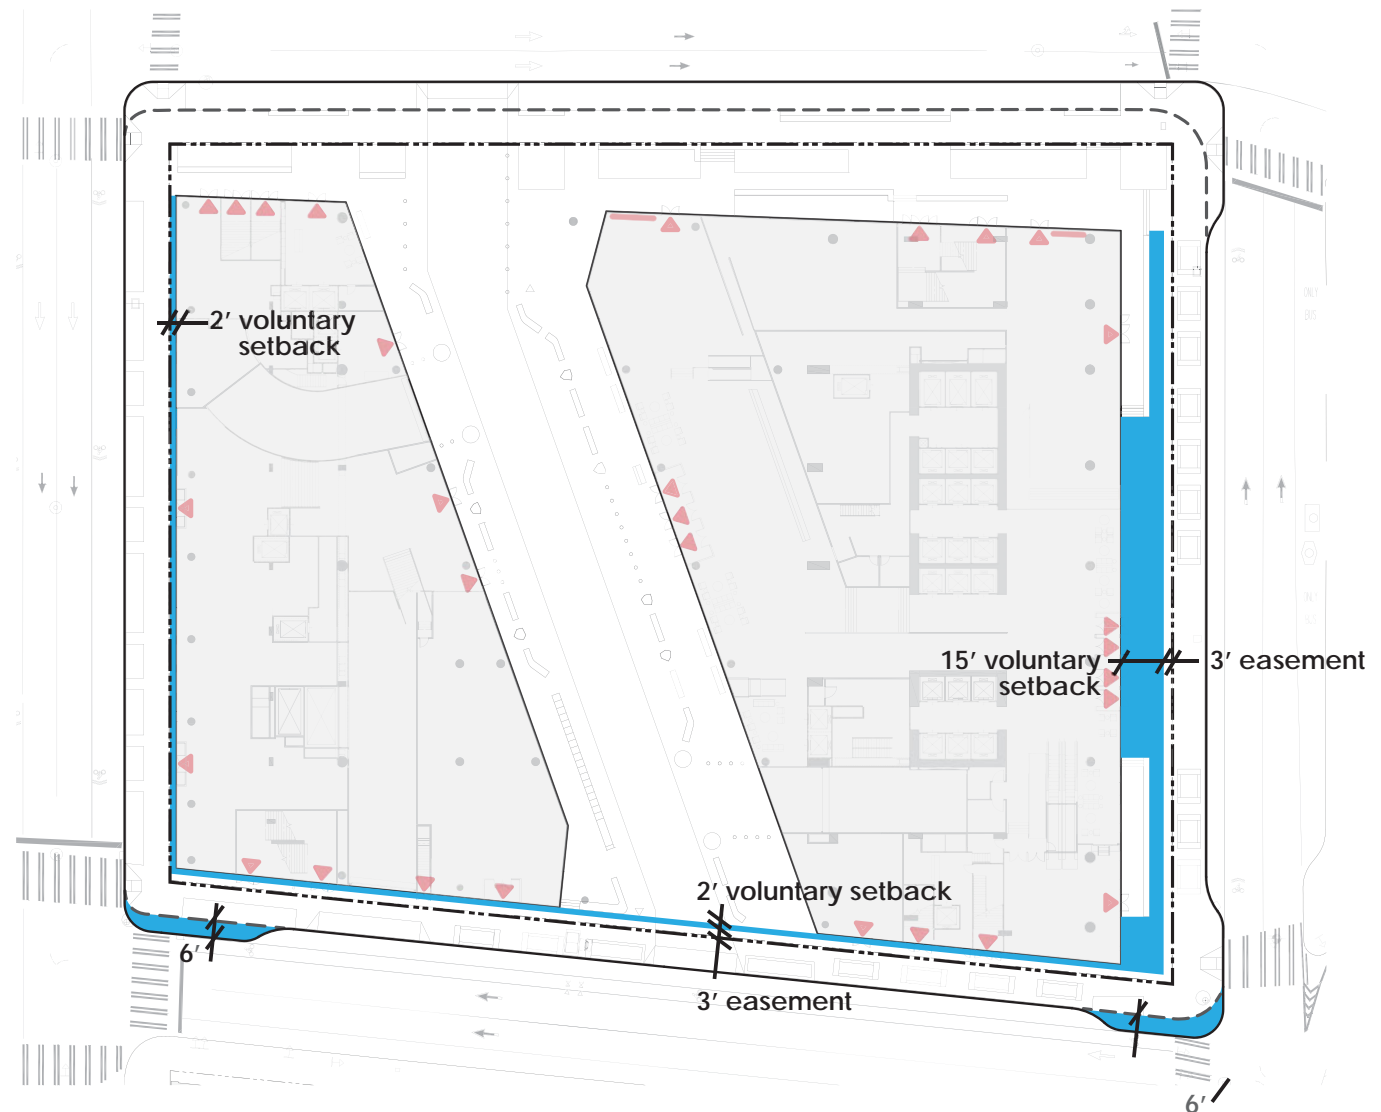 2’ voluntary
setback
15’ voluntary
setback
3’ easement
2’ voluntary setback
6’
3’ easement
6’